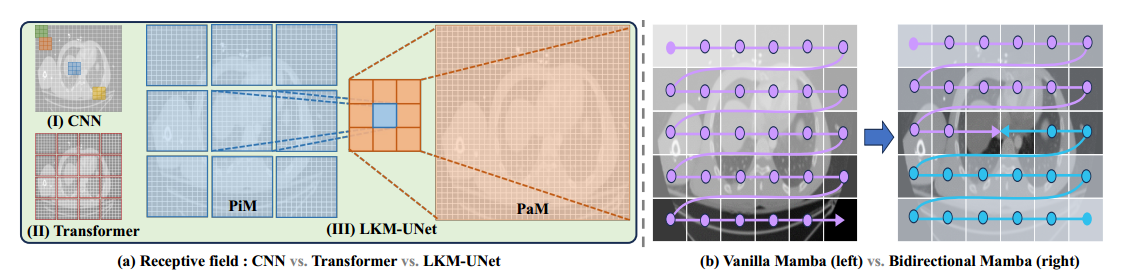 (I) CNN
(II) Transformer
PiM
(III) LKM-UNet
PaM
(a) Receptive field : CNN vs. Transformer vs. LKM-UNet
(b) Vanilla Mamba (left) vs. Bidirectional Mamba (right)